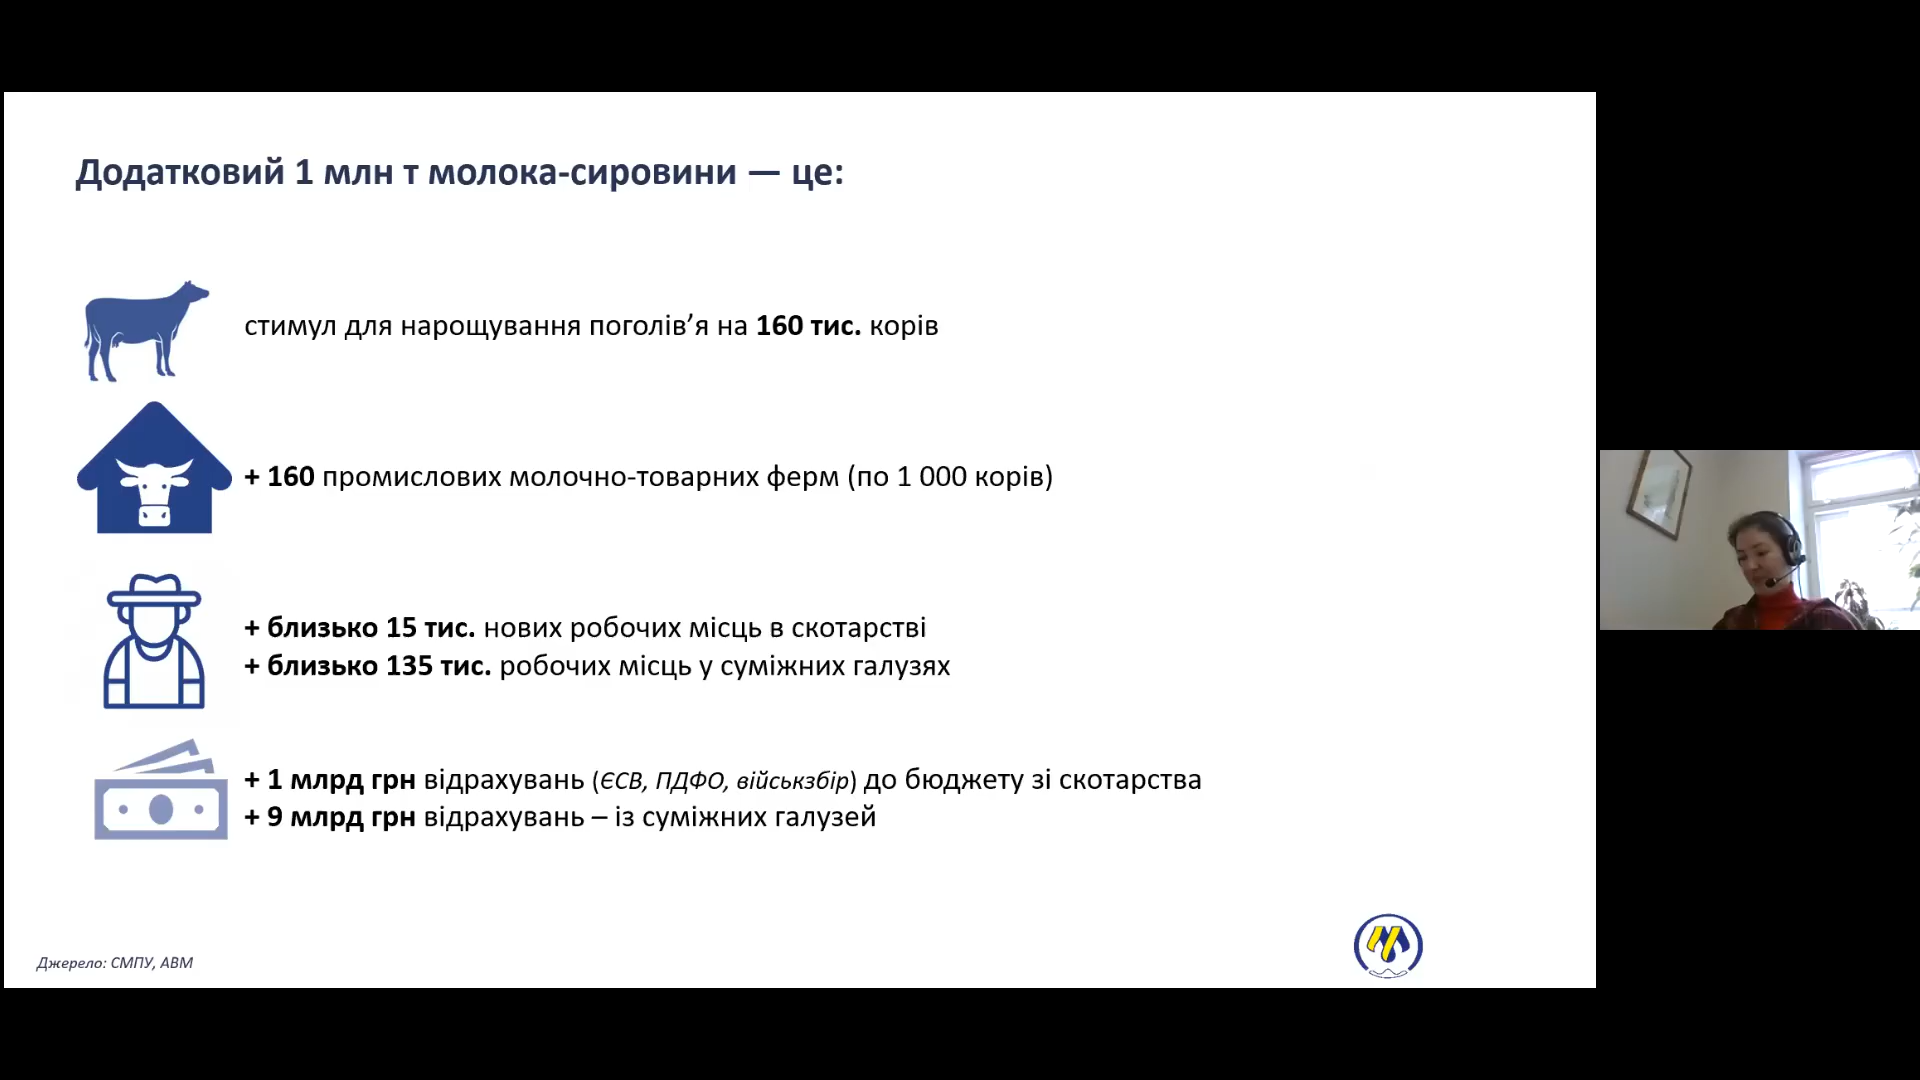 Додатковий 1 млн т молока-сировини — це:
стимул для нарощування поголів’я на 160 тис. корів
+ 160 промислових молочно-товарних ферм (по 1 000 корів)
+ близько 15 тис. нових робочих місць в скотарстві
+ близько 135 тис. робочих місць у суміжних галузях
+ 1 млрд грн відрахувань (ЄСВ, ПДФО, військзбір) до бюджету зі скотарства
+ 9 млрд грн відрахувань – із суміжних галузей
Джерело: СМПУ, АВМ